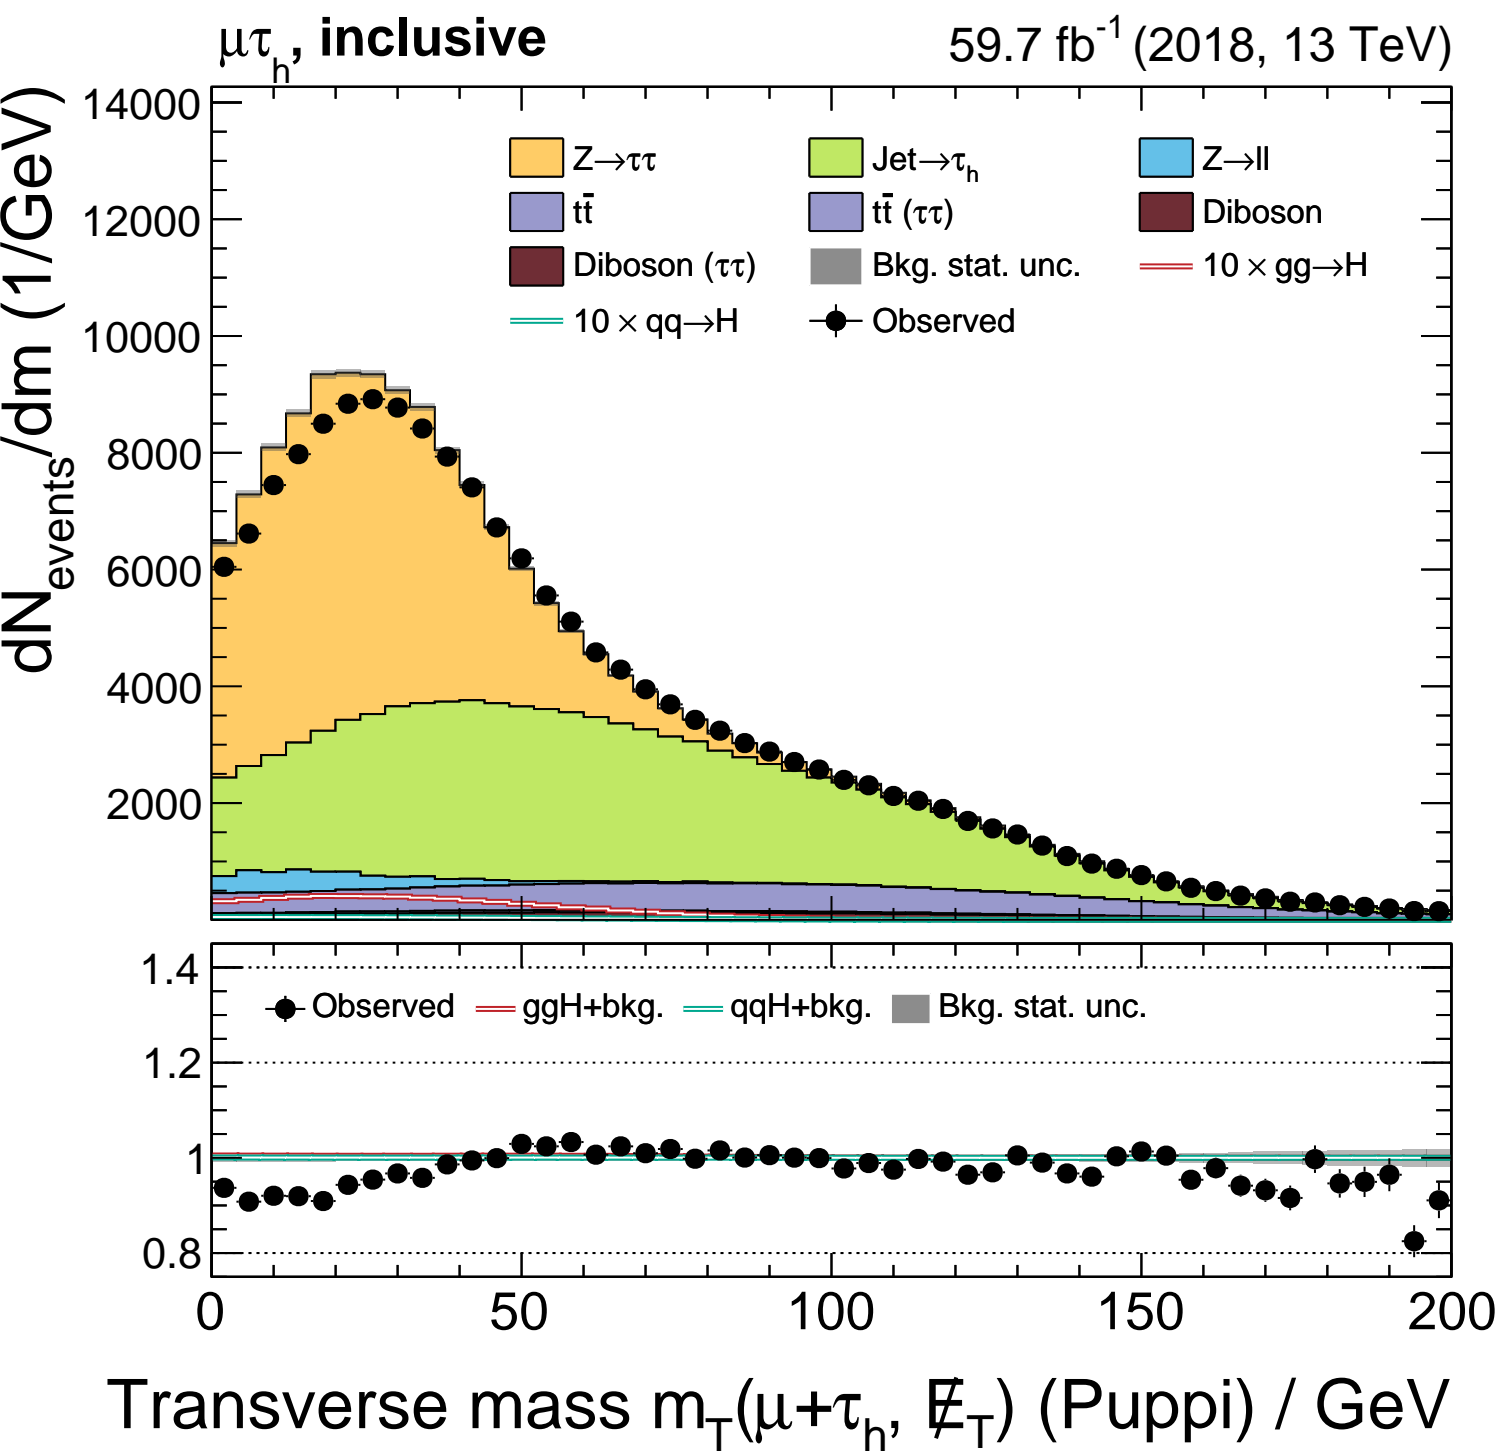 μτh, inclusive 59.7 fb-1 (2018, 13 TeV)
dNevents/dm (1/GeV)
14000
12000
10000
8000
6000
4000
2000
Z→ττ Jet→τh Z→ll
tt̄ tt̄ (ττ) Diboson
Diboson (ττ) Bkg. stat. unc. 10 × gg→H
10 × qq→H Observed
1.4
1.2
1
0.8
Observed ggH+bkg. qqH+bkg. Bkg. stat. unc.
0 50 100 150 200
Transverse mass mT(μ+τh, E̸T) (Puppi) / GeV